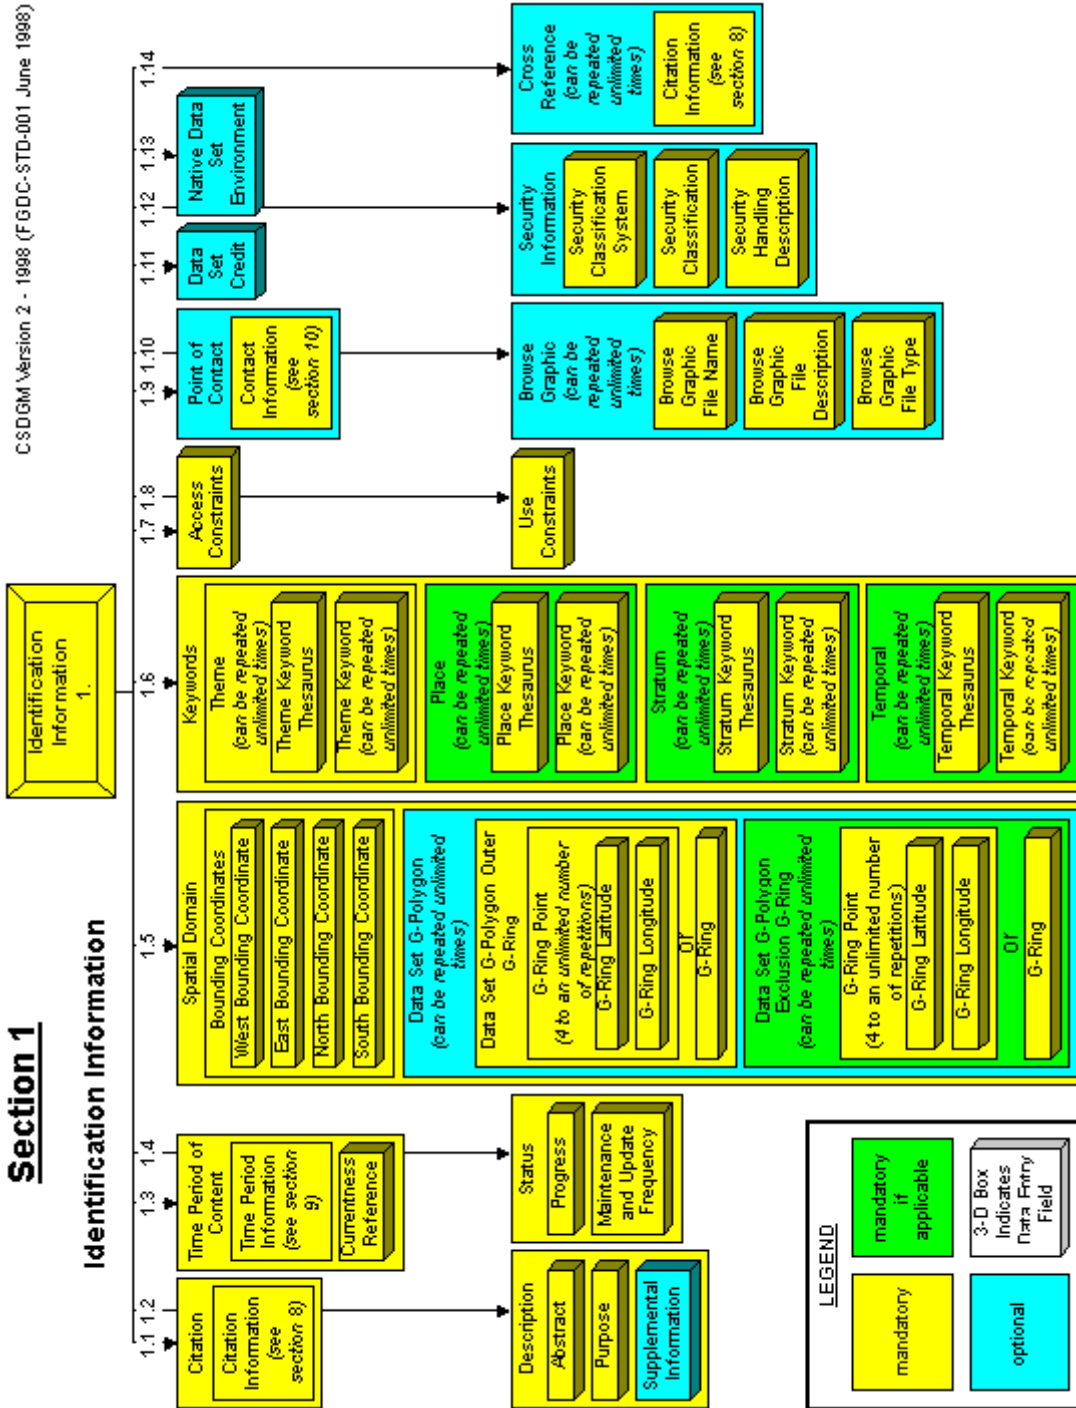 Section 1
CSDGM Version 2 - 1998 (FGDC-STD-001 June 1998)
Identification Information
Identification
Information
1.
1.1
1.2
1.3
1.4
1.5
1.6
1.7
1.8
1.9
1.10
1.11
1.12
1.13
1.14
Citation
Citation
Information
(see
section 8)
Description
Abstract
Purpose
Supplemental
Information
Time Period of
Content
Time Period
Information
(see section
9)
Currentness
Reference
Status
Progress
Maintenance
and Update
Frequency
Spatial Domain
Bounding Coordinates
West Bounding Coordinate
East Bounding Coordinate
North Bounding Coordinate
South Bounding Coordinate
Data Set G-Polygon
(can be repeated unlimited
times)
Data Set G-Polygon Outer
G-Ring
G-Ring Point
(4 to an unlimited number
of repetitions)
G-Ring Latitude
G-Ring Longitude
or
G-Ring
Data Set G-Polygon
Exclusion G-Ring
(can be repeated unlimited
times)
G-Ring Point
(4 to an unlimited number
of repetitions)
G-Ring Latitude
G-Ring Longitude
or
G-Ring
Keywords
Theme
(can be repeated
unlimited times)
Theme Keyword
Thesaurus
Theme Keyword
(can be repeated
unlimited times)
Place
(can be repeated
unlimited times)
Place Keyword
Thesaurus
Place Keyword
(can be repeated
unlimited times)
Stratum
(can be repeated
unlimited times)
Stratum Keyword
Thesaurus
Stratum Keyword
(can be repeated
unlimited times)
Temporal
(can be repeated
unlimited times)
Temporal Keyword
Thesaurus
Temporal Keyword
(can be repeated
unlimited times)
Access
Constraints
Use
Constraints
Point of
Contact
Contact
Information
(see
section 10)
Browse
Graphic
(can be
repeated
unlimited
times)
Browse
Graphic
File Name
Browse
Graphic
File
Description
Browse
Graphic
File Type
Data
Set
Credit
Security
Information
Security
Classification
System
Security
Classification
Security
Handling
Description
Native Data
Set
Environment
Cross
Reference
(can be
repeated
unlimited
times)
Citation
Information
(see
section 8)
LEGEND
mandatory
mandatory
if
applicable
optional
3-D Box
Indicates
Data Entry
Field